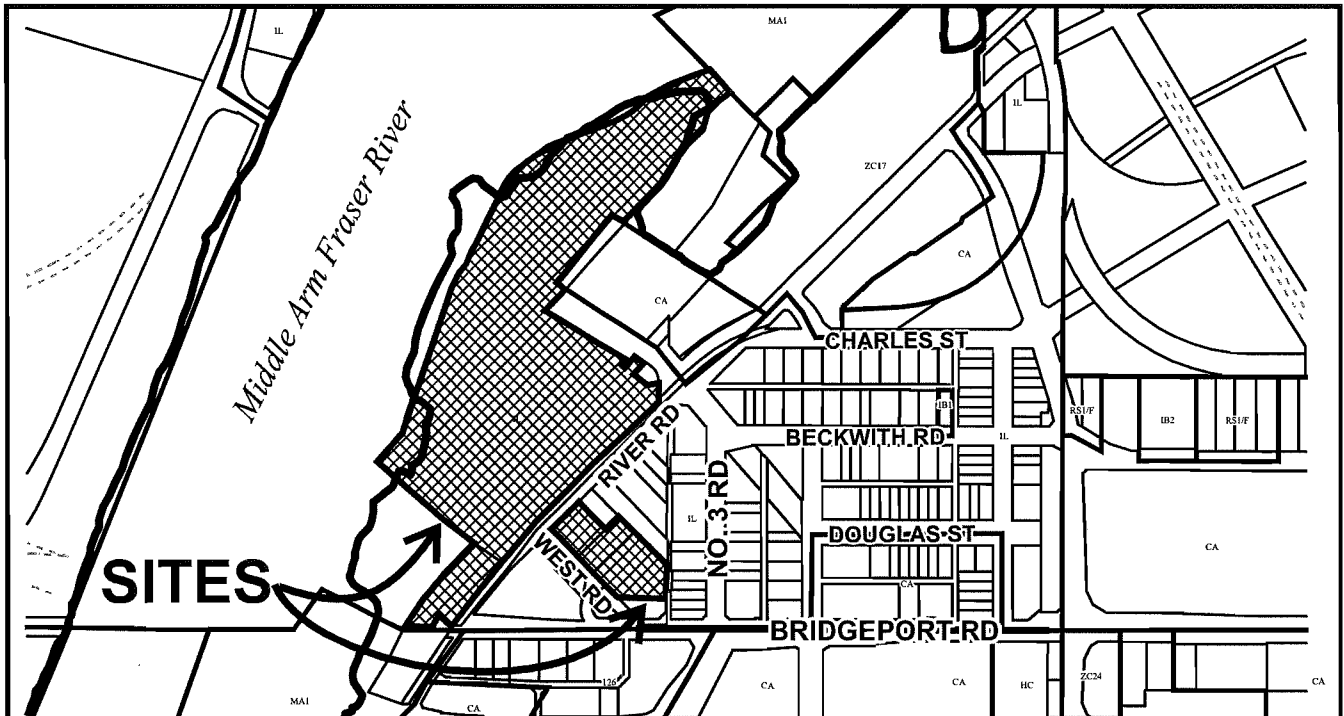 MA1
IL
IL
ZC17
Middle Arm Fraser River
CA
CA
CHARLES ST
RS1/F
IB2
RS1/F
IB1
RIVER RD
BECKWITH RD
IL
NO. 3 RD
IL
DOUGLAS ST
CA
WEST RD
SITES
CA
BRIDGEPORT RD
126
MA1
CA
CA
CA
HC
ZC24
CA